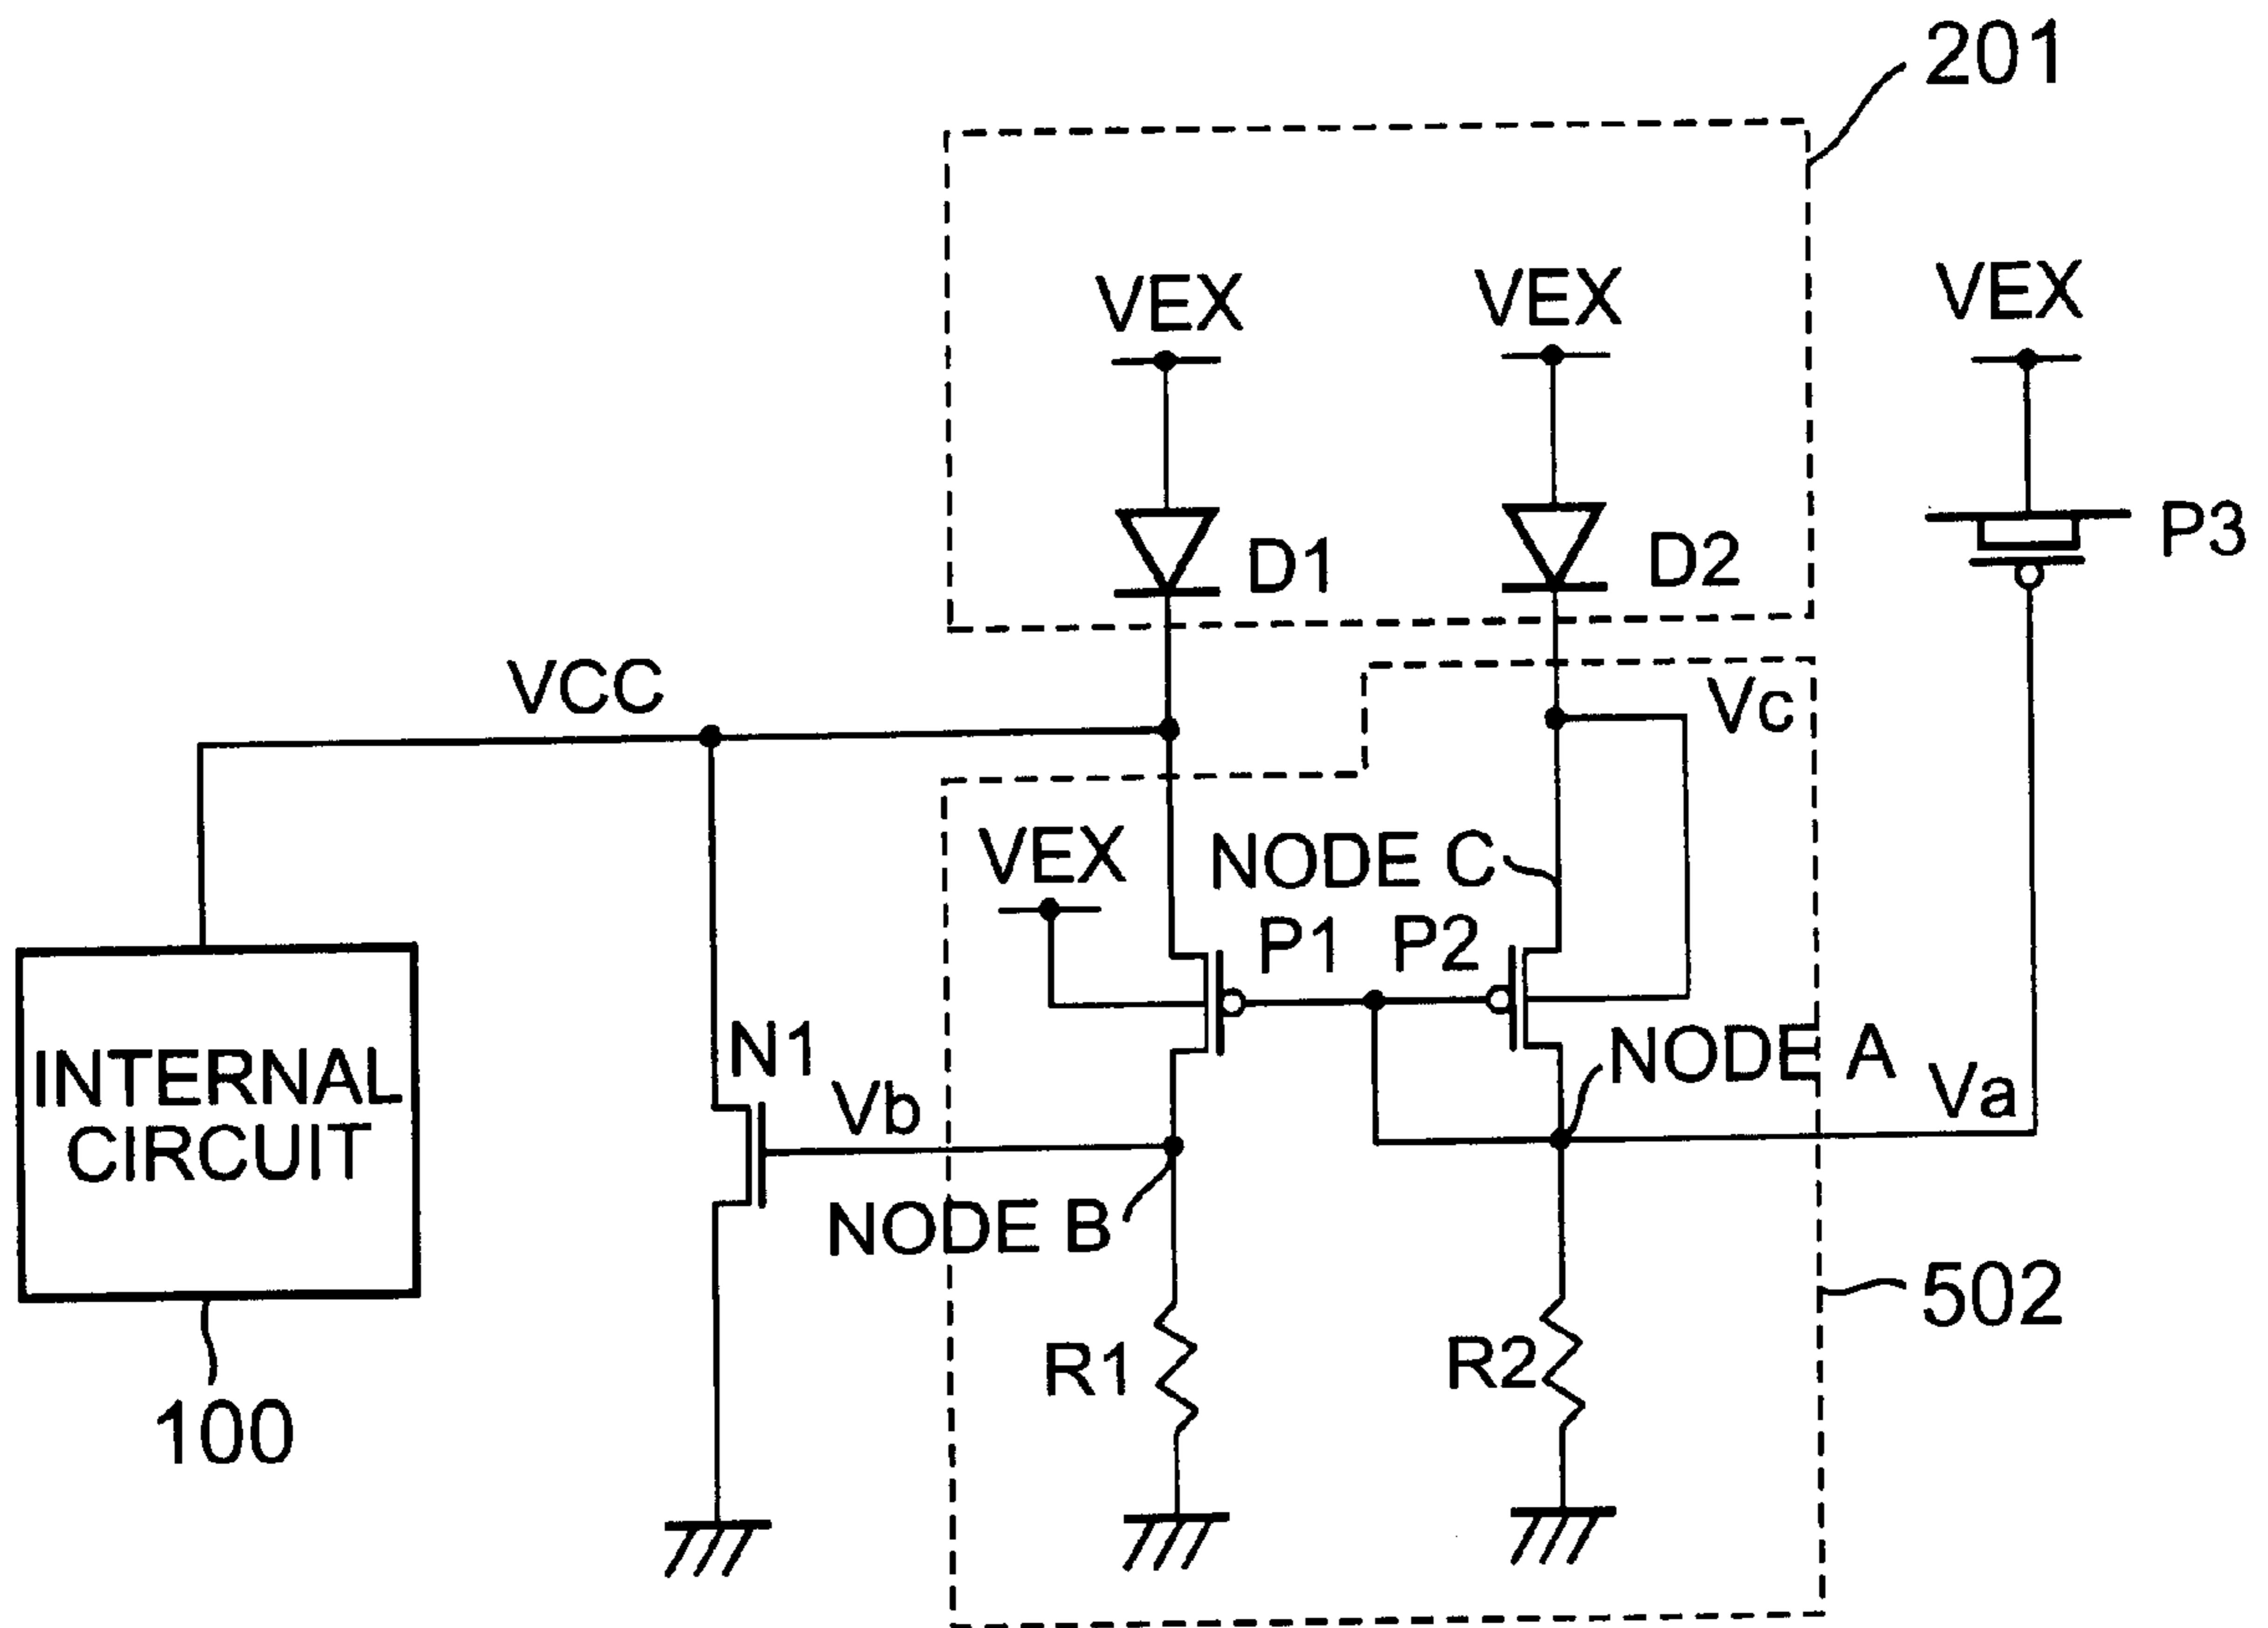 201
VEX
VEX
VEX
D1
D2
P3
VCC
Vc
VEX
NODE C
P1
P2
N1
Vb
NODE A
Va
INTERNAL
CIRCUIT
NODE B
502
R1
R2
100